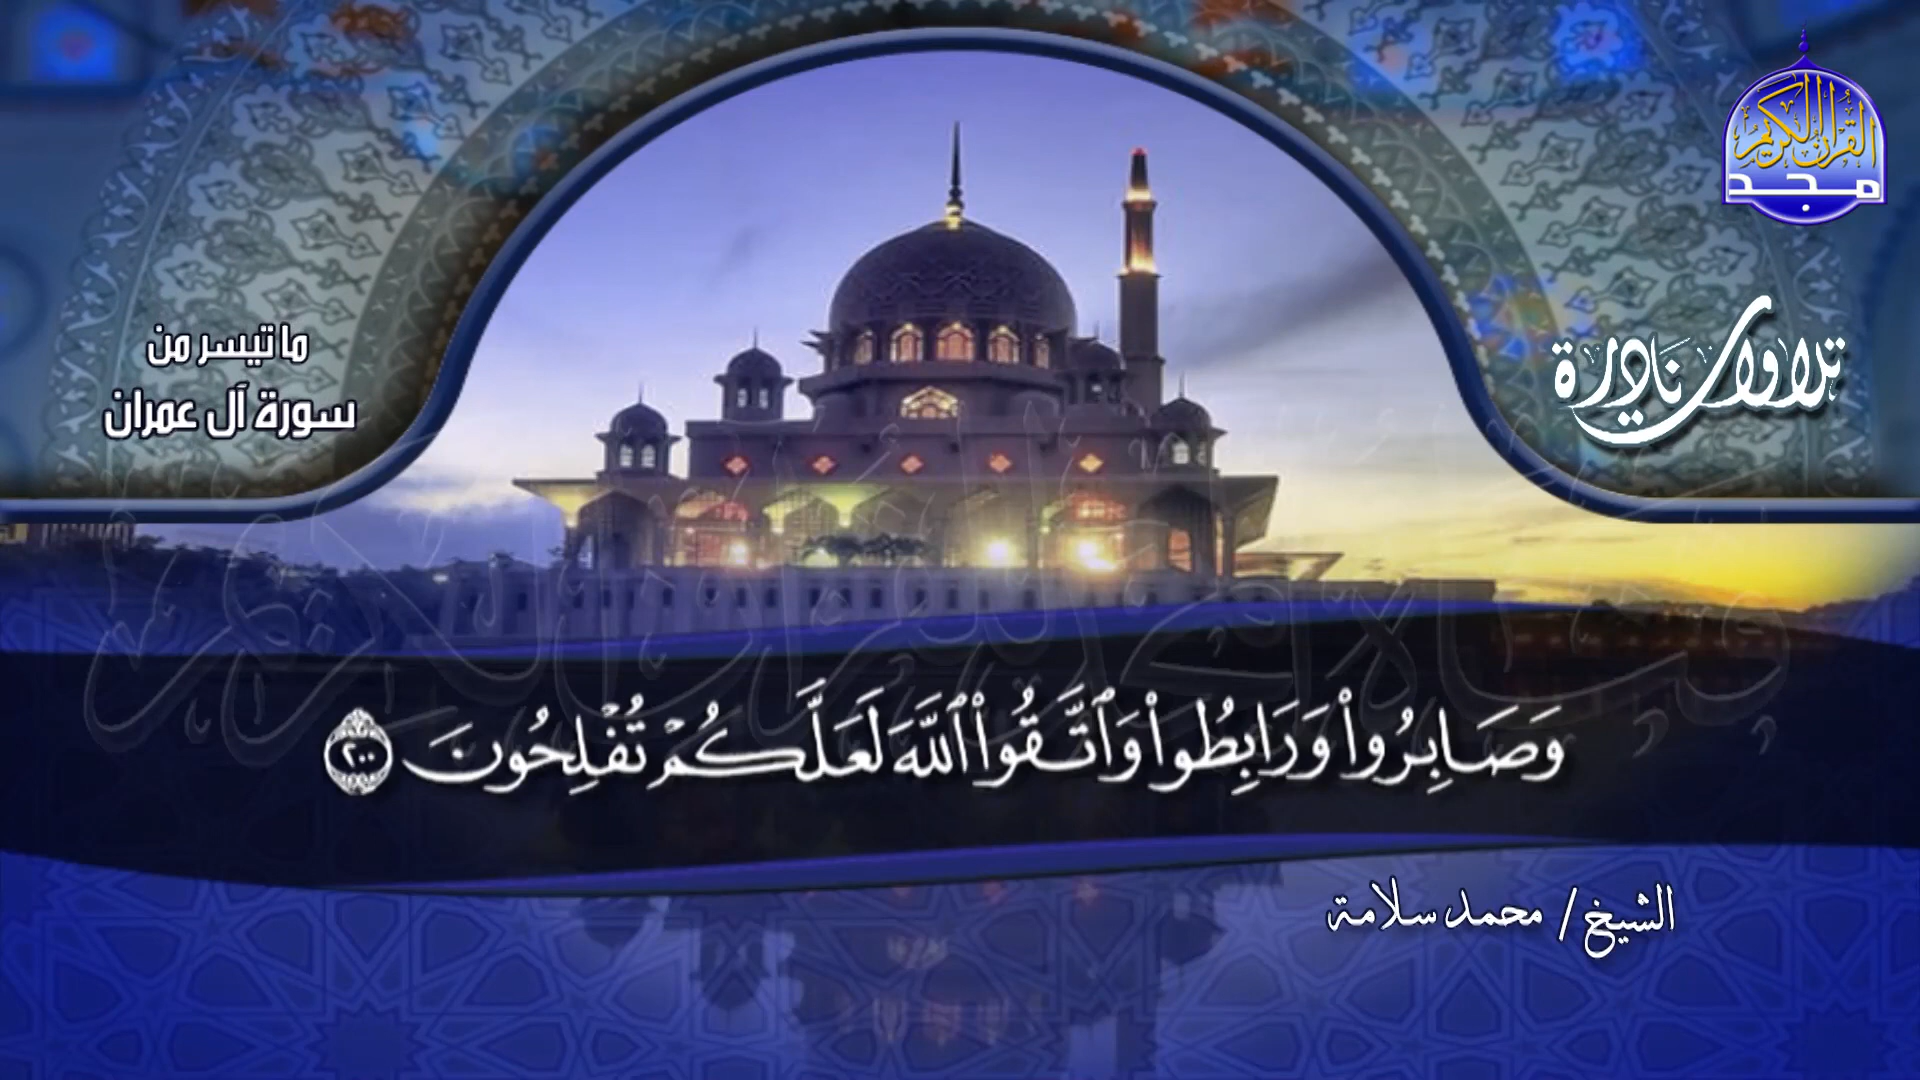 القرآن الكريم
مجد
تلاوات نادرة
ما تيسر من
سورة آل عمران
وَصَابِرُوا۟ وَرَابِطُوا۟ وَٱتَّقُوا۟ ٱللَّهَ لَعَلَّكُمْ تُفْلِحُونَ ٢٠٠
الشيخ / محمد سلامة